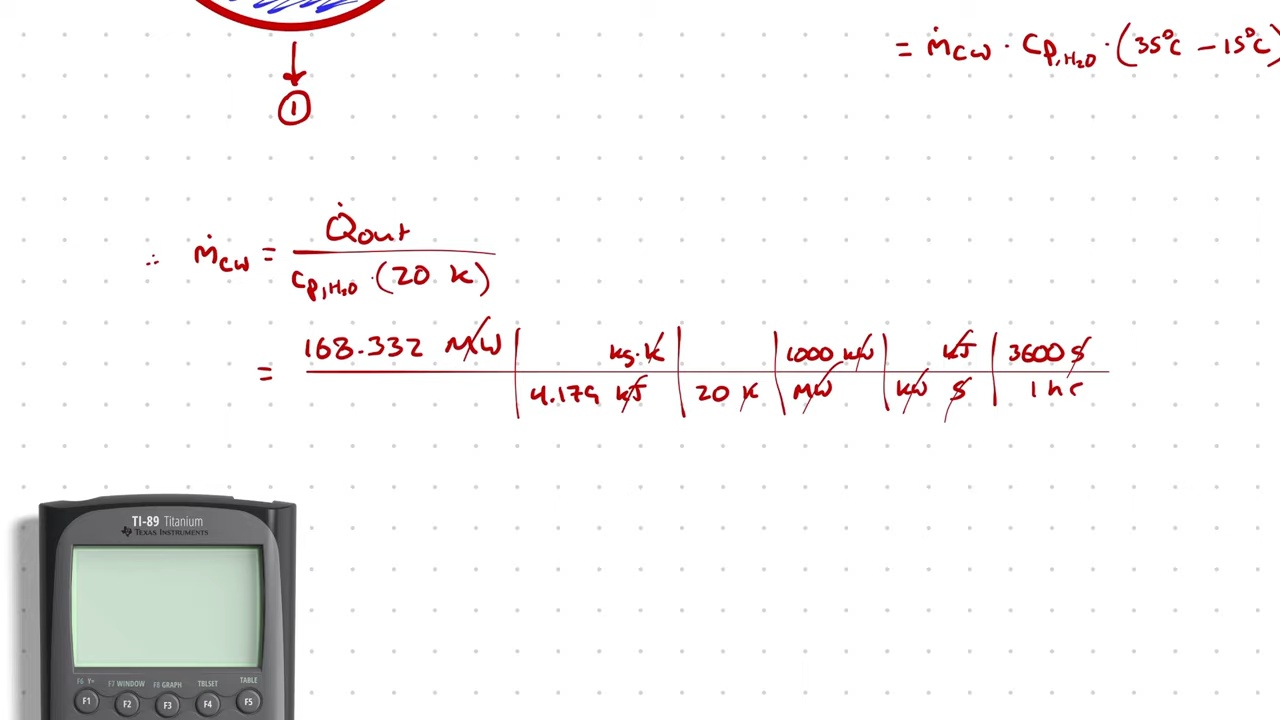 = ṁCW · CP,H2O · (35°C – 15°C)
1
∴ ṁCW = Q̇out
cP,H2O · (20 K)
= 168.332 MW | kg·K | | 1000 kW | kJ | 3600 s
4.179 kJ | 20 K | MW | kW s | 1 hr
TI-89 Titanium
TEXAS INSTRUMENTS
F6 Y= F7 WINDOW F8 GRAPH TBLSET TABLE
F1 F2 F3 F4 F5